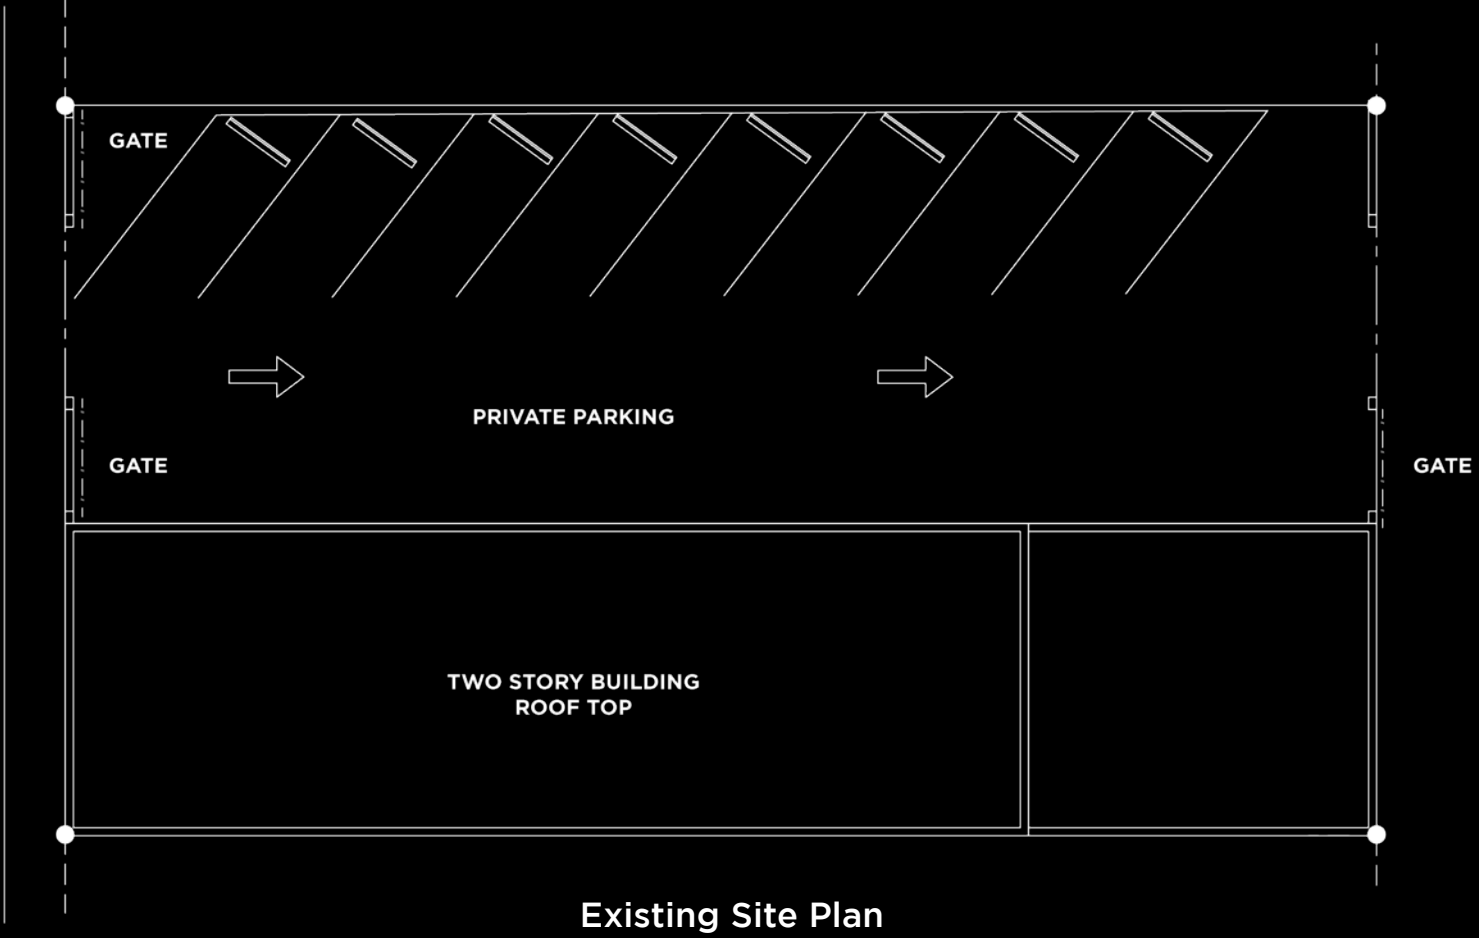 GATE
PRIVATE PARKING
GATE
GATE
TWO STORY BUILDING
ROOF TOP
Existing Site Plan